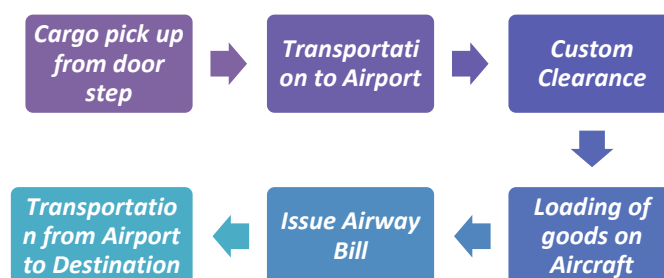 Cargo pick up
from door
step
Transportati
on to Airport
Custom
Clearance
Loading of
goods on
Aircraft
Issue Airway
Bill
Transportatio
n from Airport
to Destination